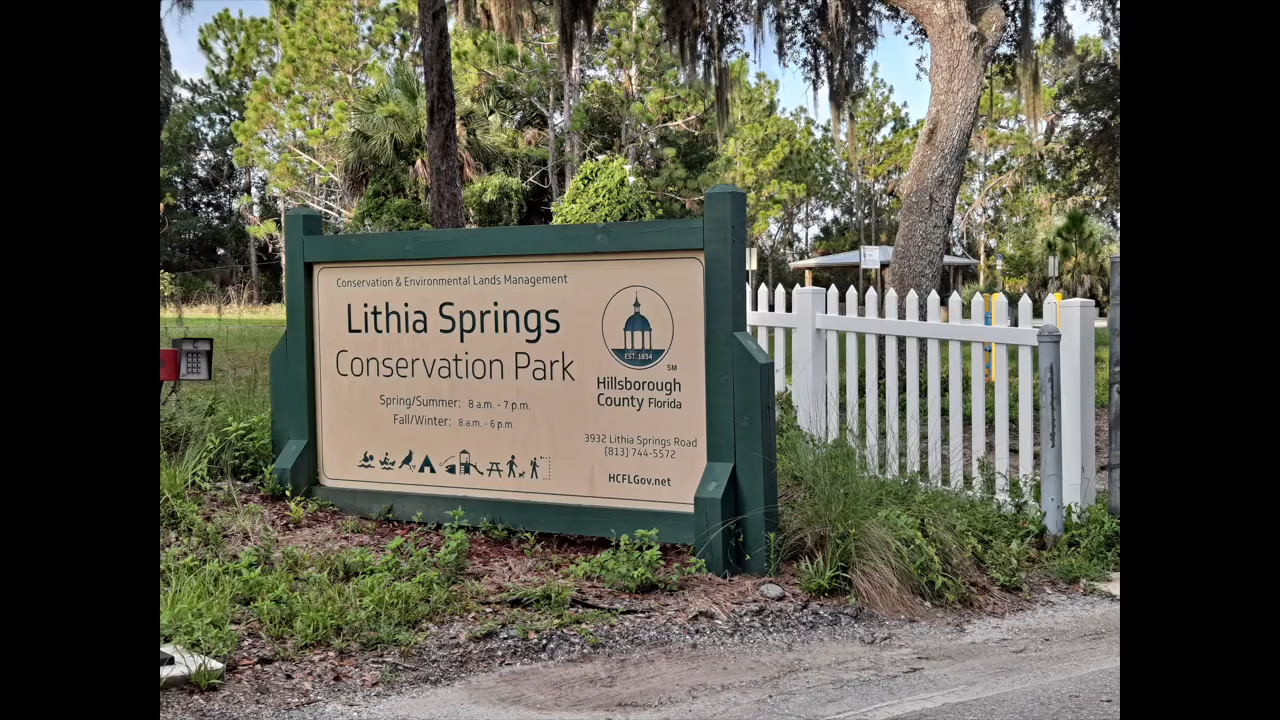 Conservation & Environmental Lands Management
Lithia Springs
Conservation Park
Spring/Summer: 8 a.m. - 7 p.m.
Fall/Winter: 8 a.m. - 6 p.m.
EST. 1834
SM
Hillsborough
County Florida
3932 Lithia Springs Road
(813) 744-5572
HCFLGov.net